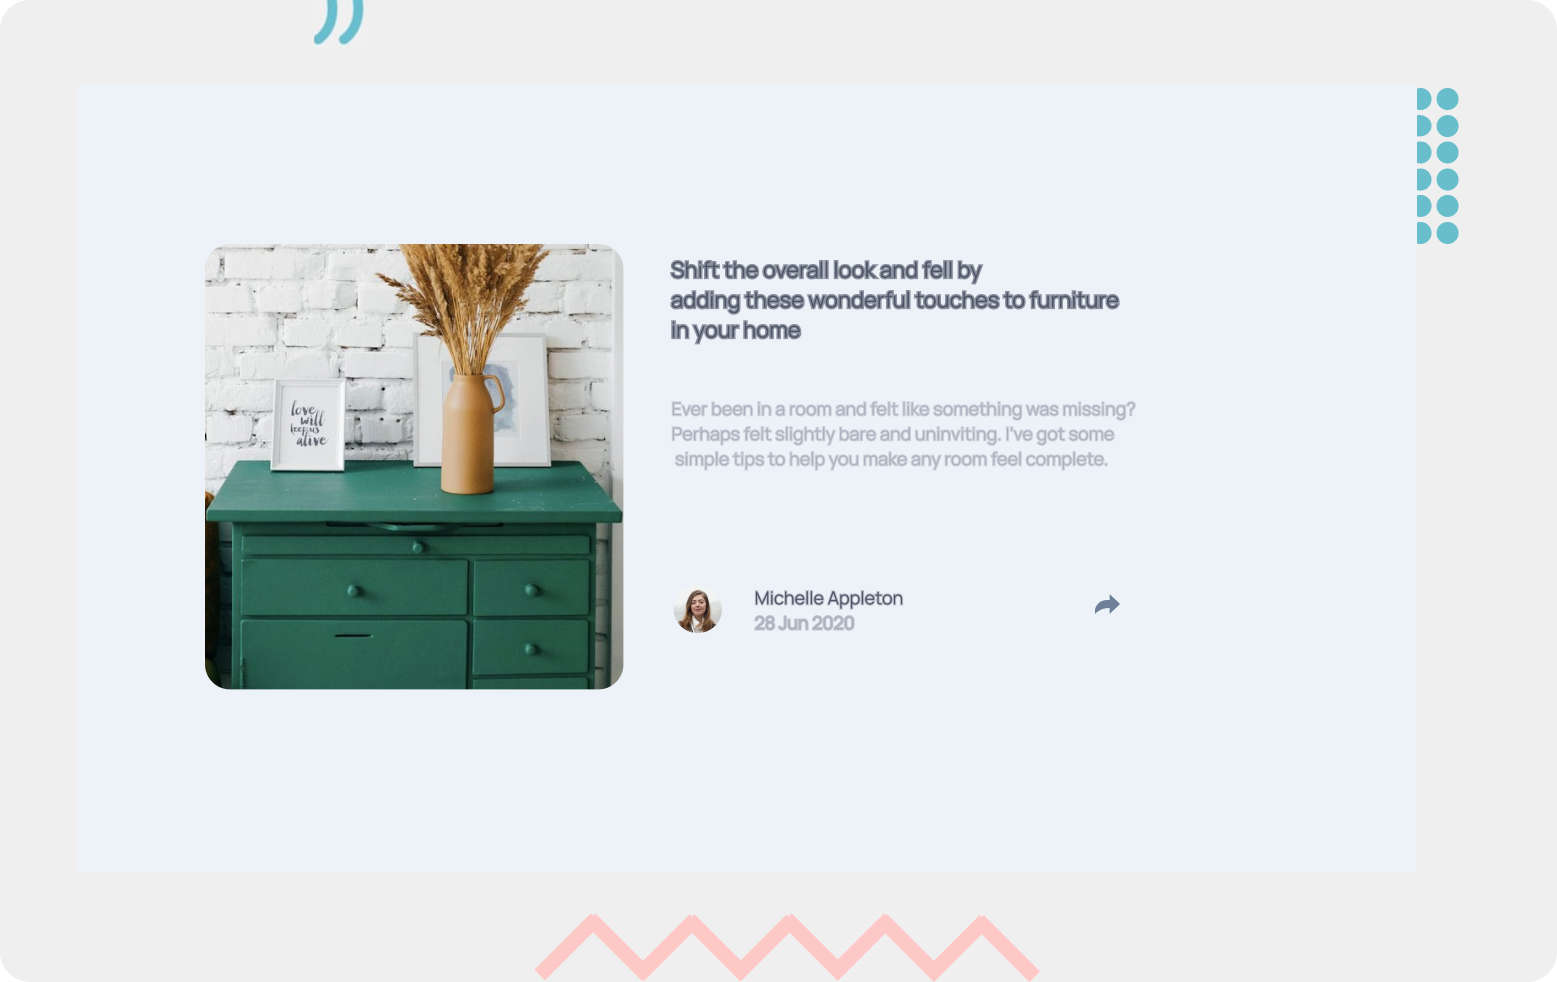 Shift the overall look and fell by
adding these wonderful touches to furniture
in your home
love
will
keep us
alive
Ever been in a room and felt like something was missing?
Perhaps felt slightly bare and uninviting. I've got some
simple tips to help you make any room feel complete.
Michelle Appleton
28 Jun 2020